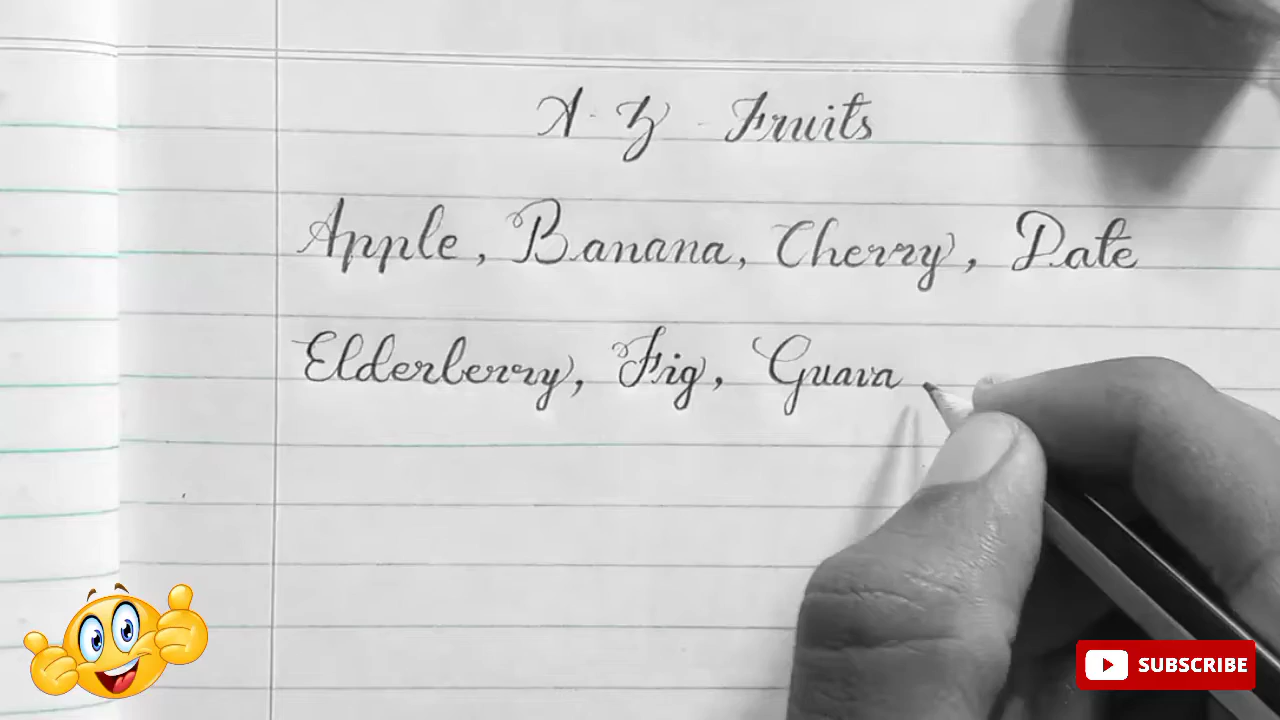 A-Z - Fruits
Apple, Banana, Cherry, Date
Elderberry, Fig, Guava
SUBSCRIBE